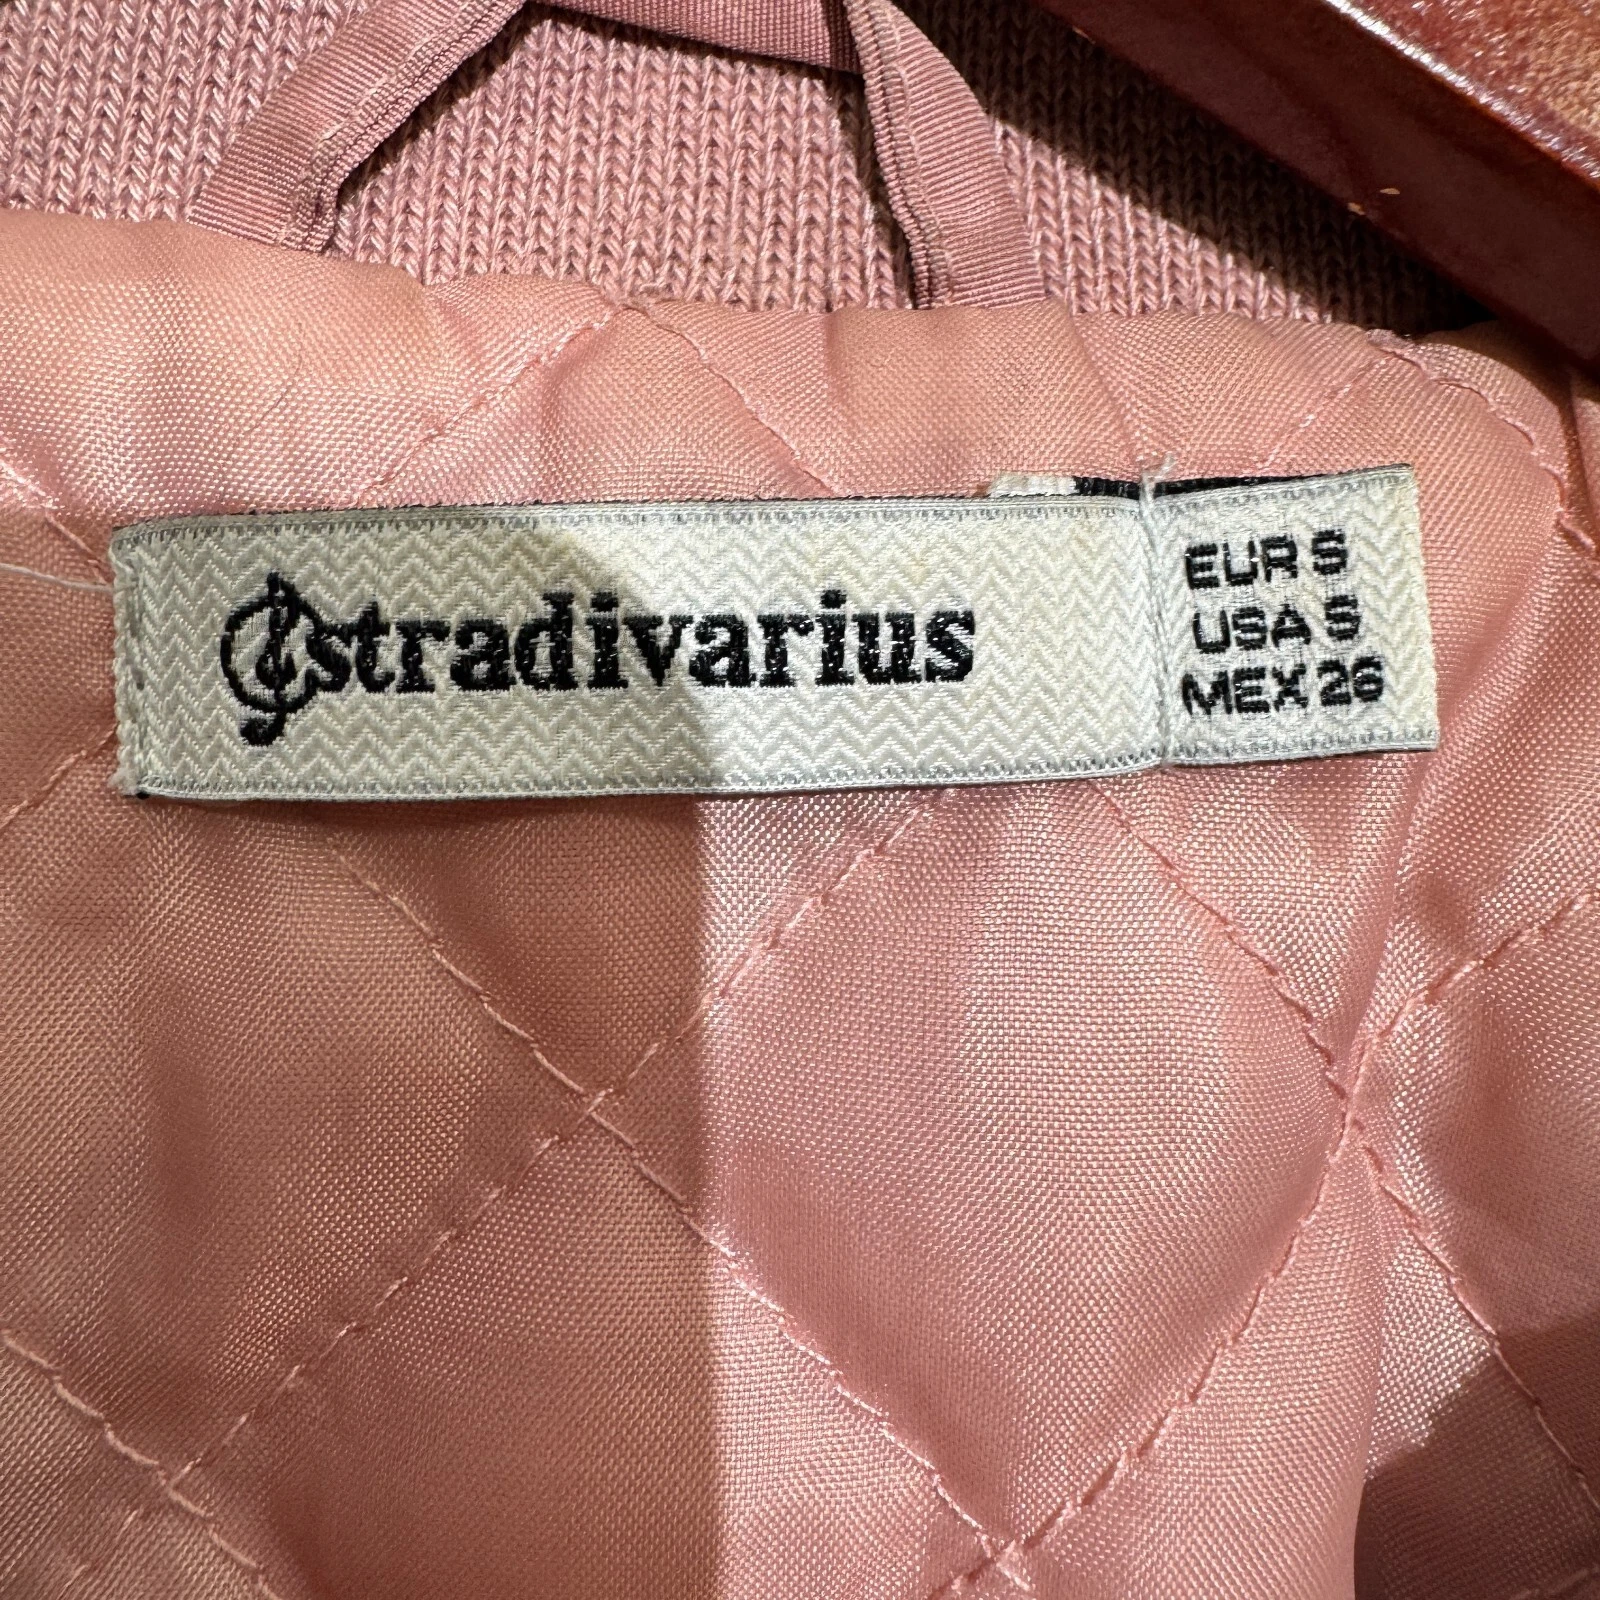 stradivarius
EUR S
USA S
MEX 26